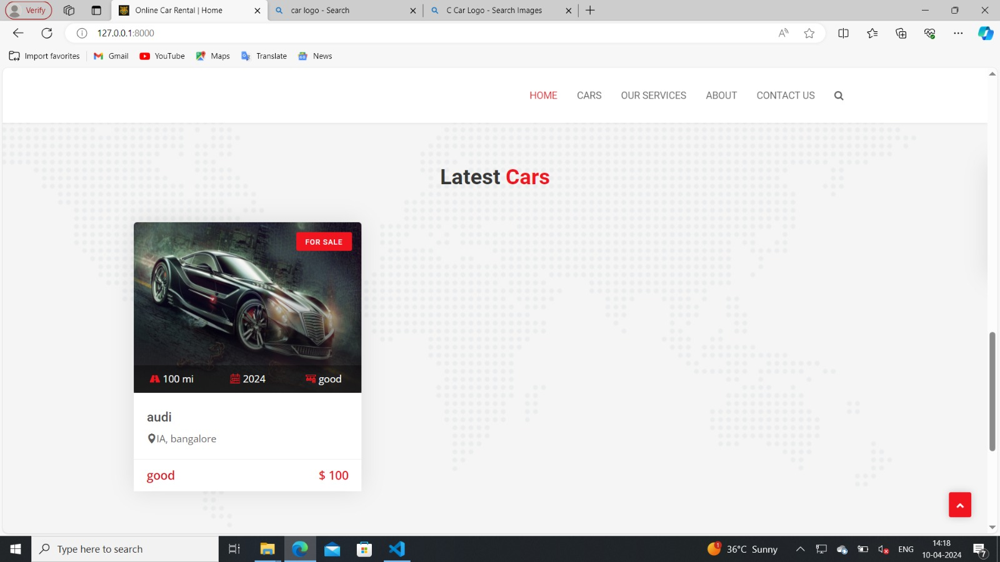 Verify
Online Car Rental | Home
car logo - Search
C Car Logo - Search Images
127.0.0.1:8000
Import favorites
Gmail
YouTube
Maps
Translate
News
HOME
CARS
OUR SERVICES
ABOUT
CONTACT US
Latest Cars
FOR SALE
100 mi
2024
good
audi
IA, bangalore
good
$ 100
Type here to search
1
36°C Sunny
ENG
14:18
10-04-2024
7